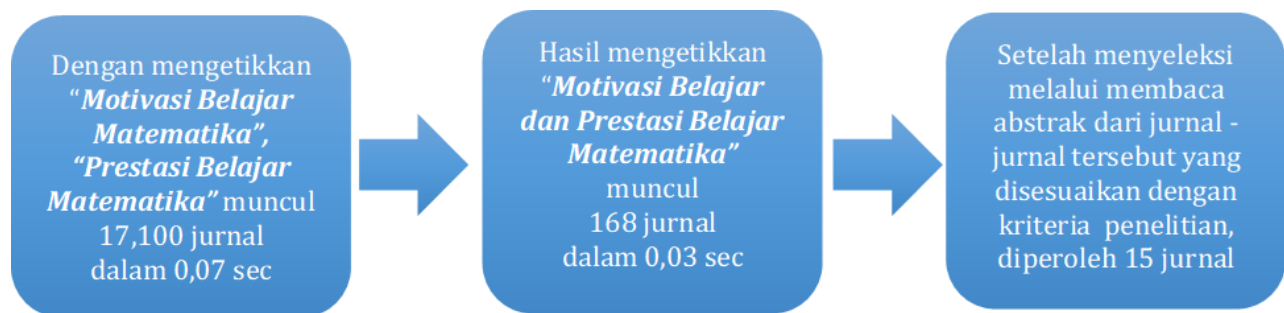 Dengan mengetikkan
“Motivasi Belajar
Matematika”,
“Prestasi Belajar
Matematika” muncul
17,100 jurnal
dalam 0,07 sec
Hasil mengetikkan
“Motivasi Belajar
dan Prestasi Belajar
Matematika”
muncul
168 jurnal
dalam 0,03 sec
Setelah menyeleksi
melalui membaca
abstrak dari jurnal -
jurnal tersebut yang
disesuaikan dengan
kriteria penelitian,
diperoleh 15 jurnal